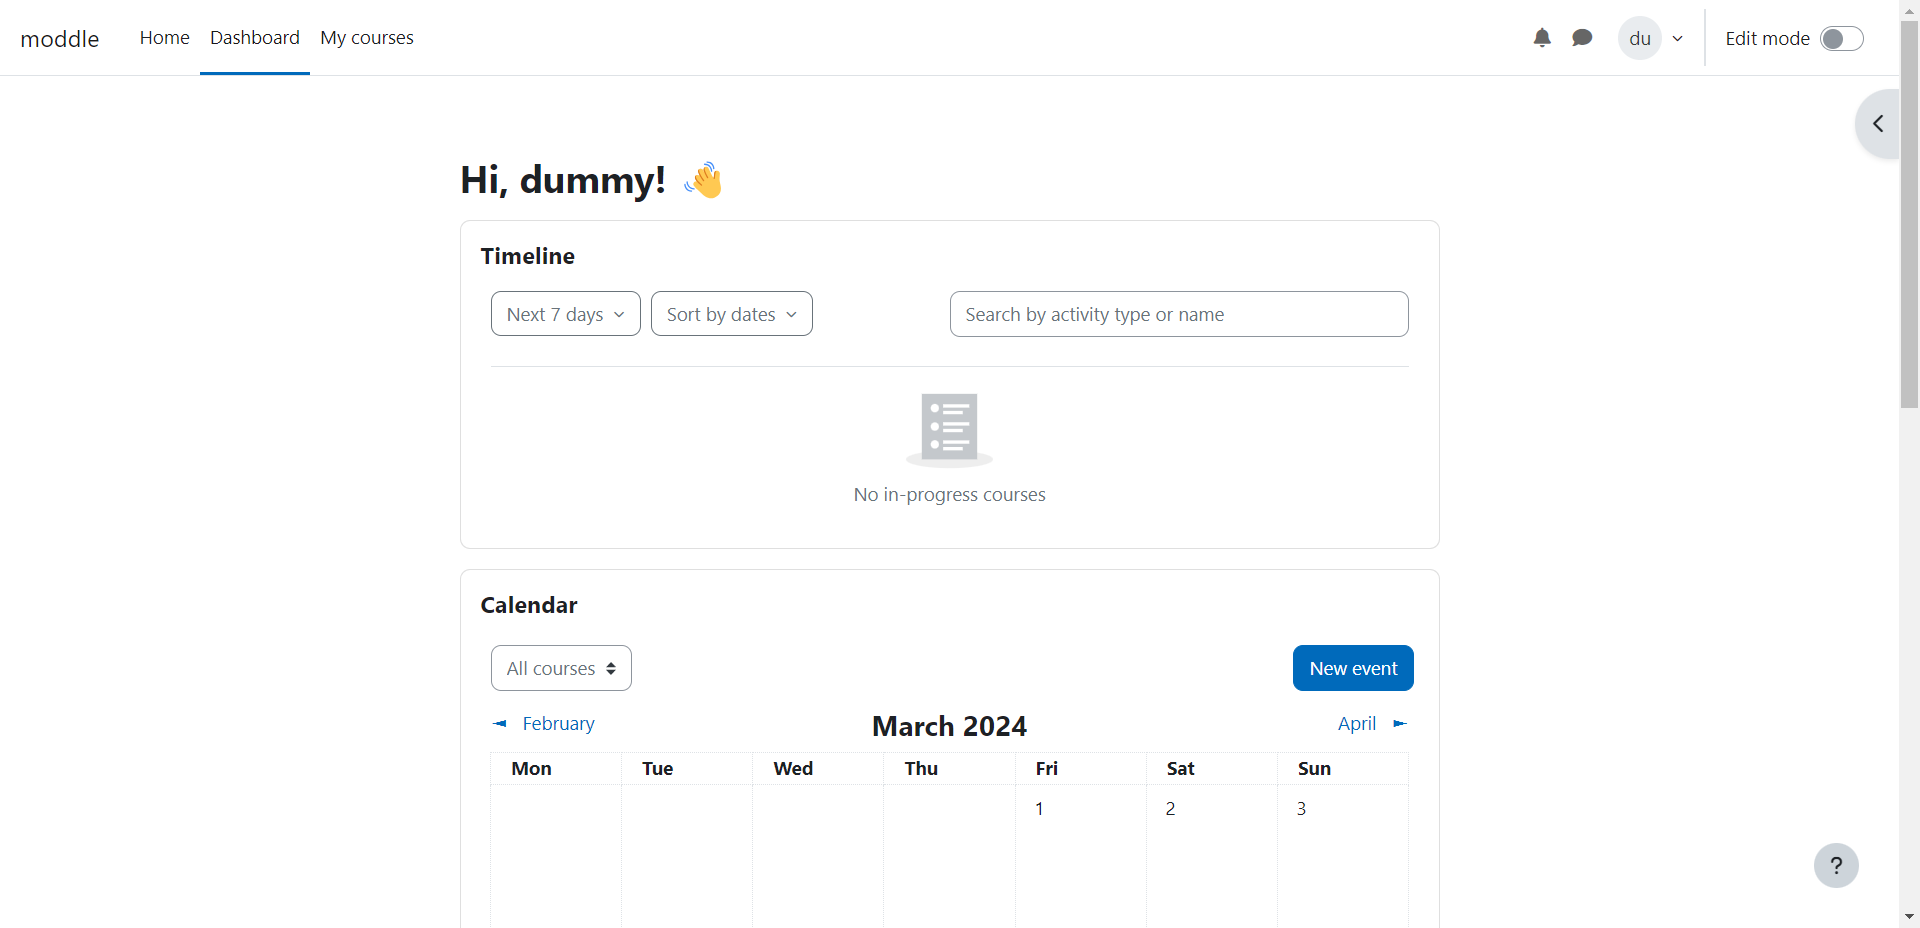 moddle
Home
Dashboard
My courses
du
Edit mode
Hi, dummy! 👋
Timeline
Next 7 days
Sort by dates
Search by activity type or name
No in-progress courses
Calendar
All courses
New event
◄ February
March 2024
April ►
Mon Tue Wed Thu Fri Sat Sun
1 2 3
?